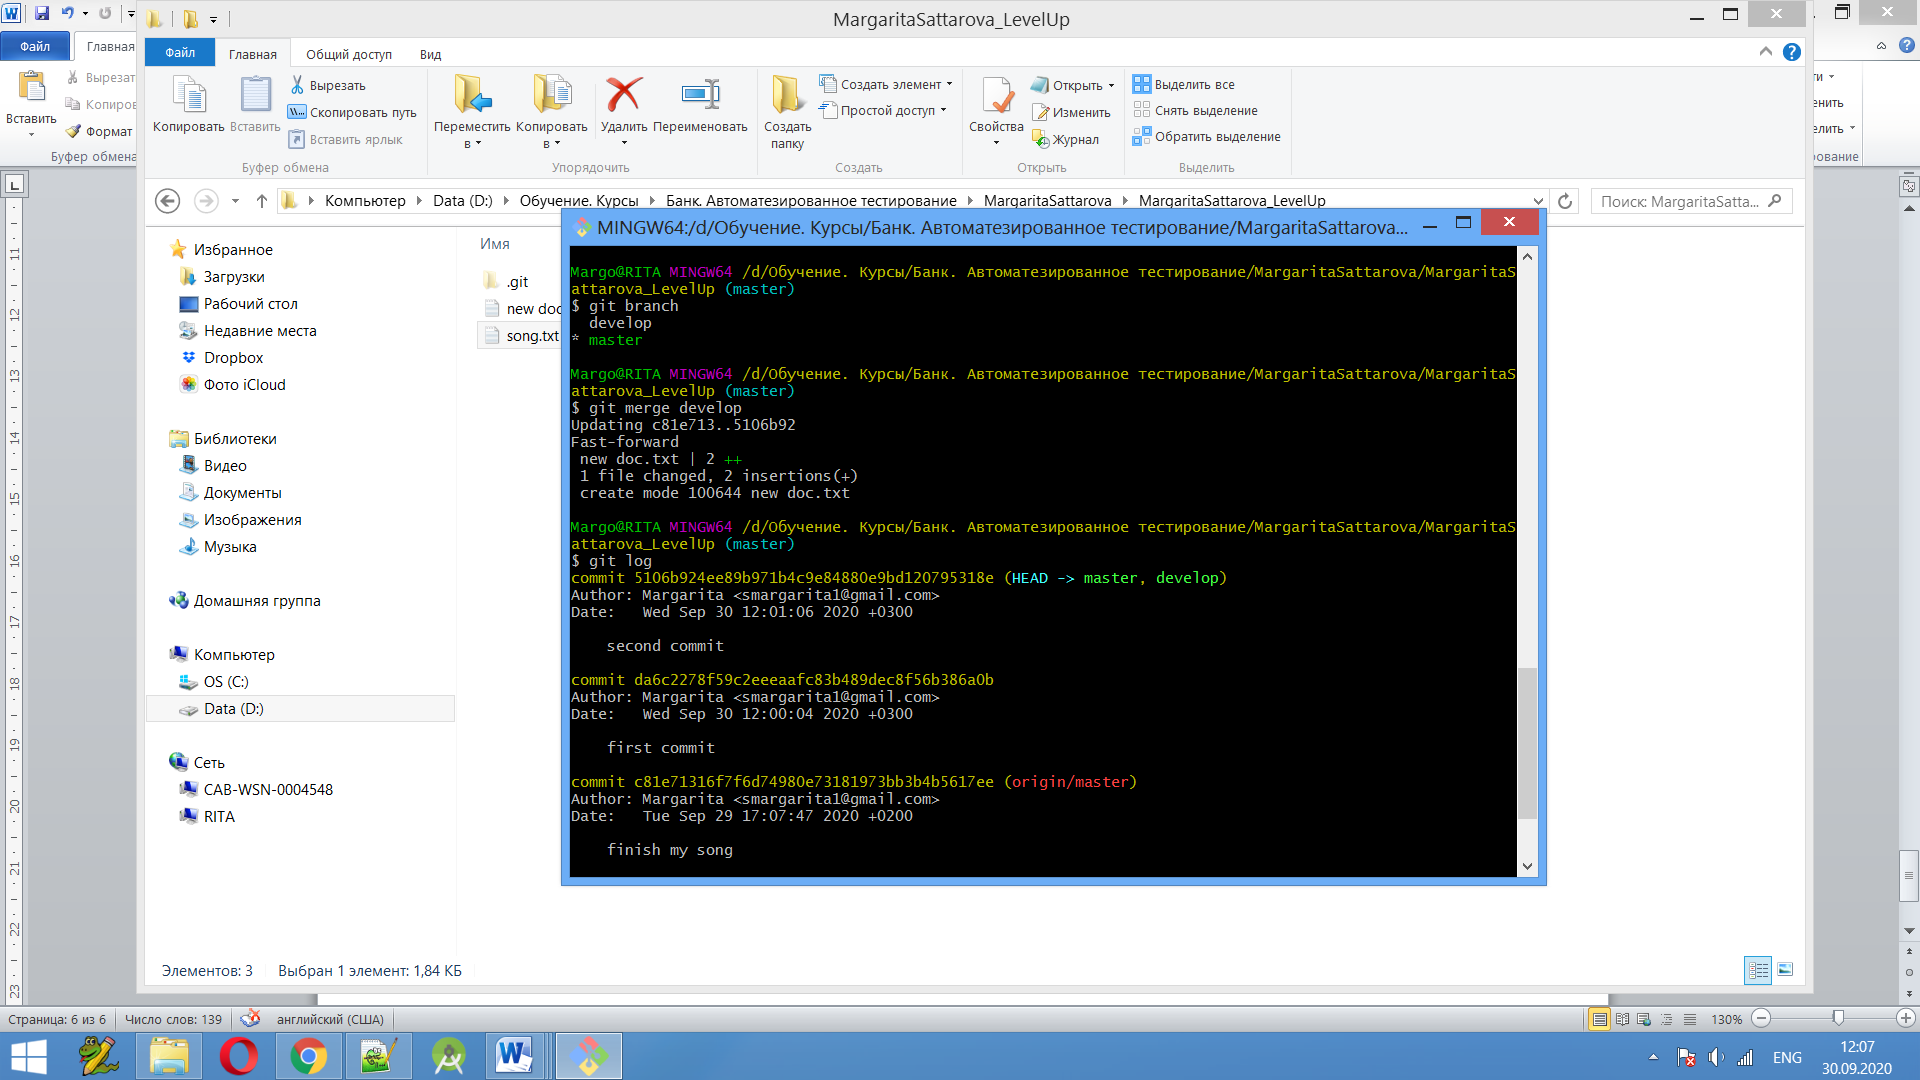 MargaritaSattarova_LevelUp
Файл
Главная
Файл
Главная
Общий доступ
Вид
Вставить
Вырезат
Копиров
Формат
Буфер обмена
Копировать
Вставить
Вырезать
Скопировать путь
Вставить ярлык
Буфер обмена
Переместить в
Копировать в
Удалить
Переименовать
Упорядочить
Создать папку
Создать элемент
Простой доступ
Создать
Свойства
Открыть
Изменить
Журнал
Открыть
Выделить все
Снять выделение
Обратить выделение
Выделить
Компьютер
Data (D:)
Обучение. Курсы
Банк. Автоматезированное тестирование
MargaritaSattarova
MargaritaSattarova_LevelUp
Поиск: MargaritaSatta...
Избранное
Загрузки
Рабочий стол
Недавние места
Dropbox
Фото iCloud
Библиотеки
Видео
Документы
Изображения
Музыка
Домашняя группа
Компьютер
OS (C:)
Data (D:)
Сеть
CAB-WSN-0004548
RITA
Имя
.git
new doc
song.txt
MINGW64:/d/Обучение. Курсы/Банк. Автоматезированное тестирование/MargaritaSattarova...
Margo@RITA MINGW64 /d/Обучение. Курсы/Банк. Автоматезированное тестирование/MargaritaSattarova/MargaritaS
attarova_LevelUp (master)
$ git branch
develop
* master
Margo@RITA MINGW64 /d/Обучение. Курсы/Банк. Автоматезированное тестирование/MargaritaSattarova/MargaritaS
attarova_LevelUp (master)
$ git merge develop
Updating c81e713..5106b92
Fast-forward
new doc.txt | 2 ++
1 file changed, 2 insertions(+)
create mode 100644 new doc.txt
Margo@RITA MINGW64 /d/Обучение. Курсы/Банк. Автоматезированное тестирование/MargaritaSattarova/MargaritaS
attarova_LevelUp (master)
$ git log
commit 5106b924ee89b971b4c9e84880e9bd120795318e (HEAD -> master, develop)
Author: Margarita <smargarita1@gmail.com>
Date:   Wed Sep 30 12:01:06 2020 +0300
second commit
commit da6c2278f59c2eeeaafc83b489dec8f56b386a0b
Author: Margarita <smargarita1@gmail.com>
Date:   Wed Sep 30 12:00:04 2020 +0300
first commit
commit c81e71316f7f6d74980e73181973bb3b4b5617ee (origin/master)
Author: Margarita <smargarita1@gmail.com>
Date:   Tue Sep 29 17:07:47 2020 +0200
finish my song
Элементов: 3
Выбран 1 элемент: 1,84 КБ
Страница: 6 из 6
Число слов: 139
английский (США)
130%
ENG
12:07
30.09.2020